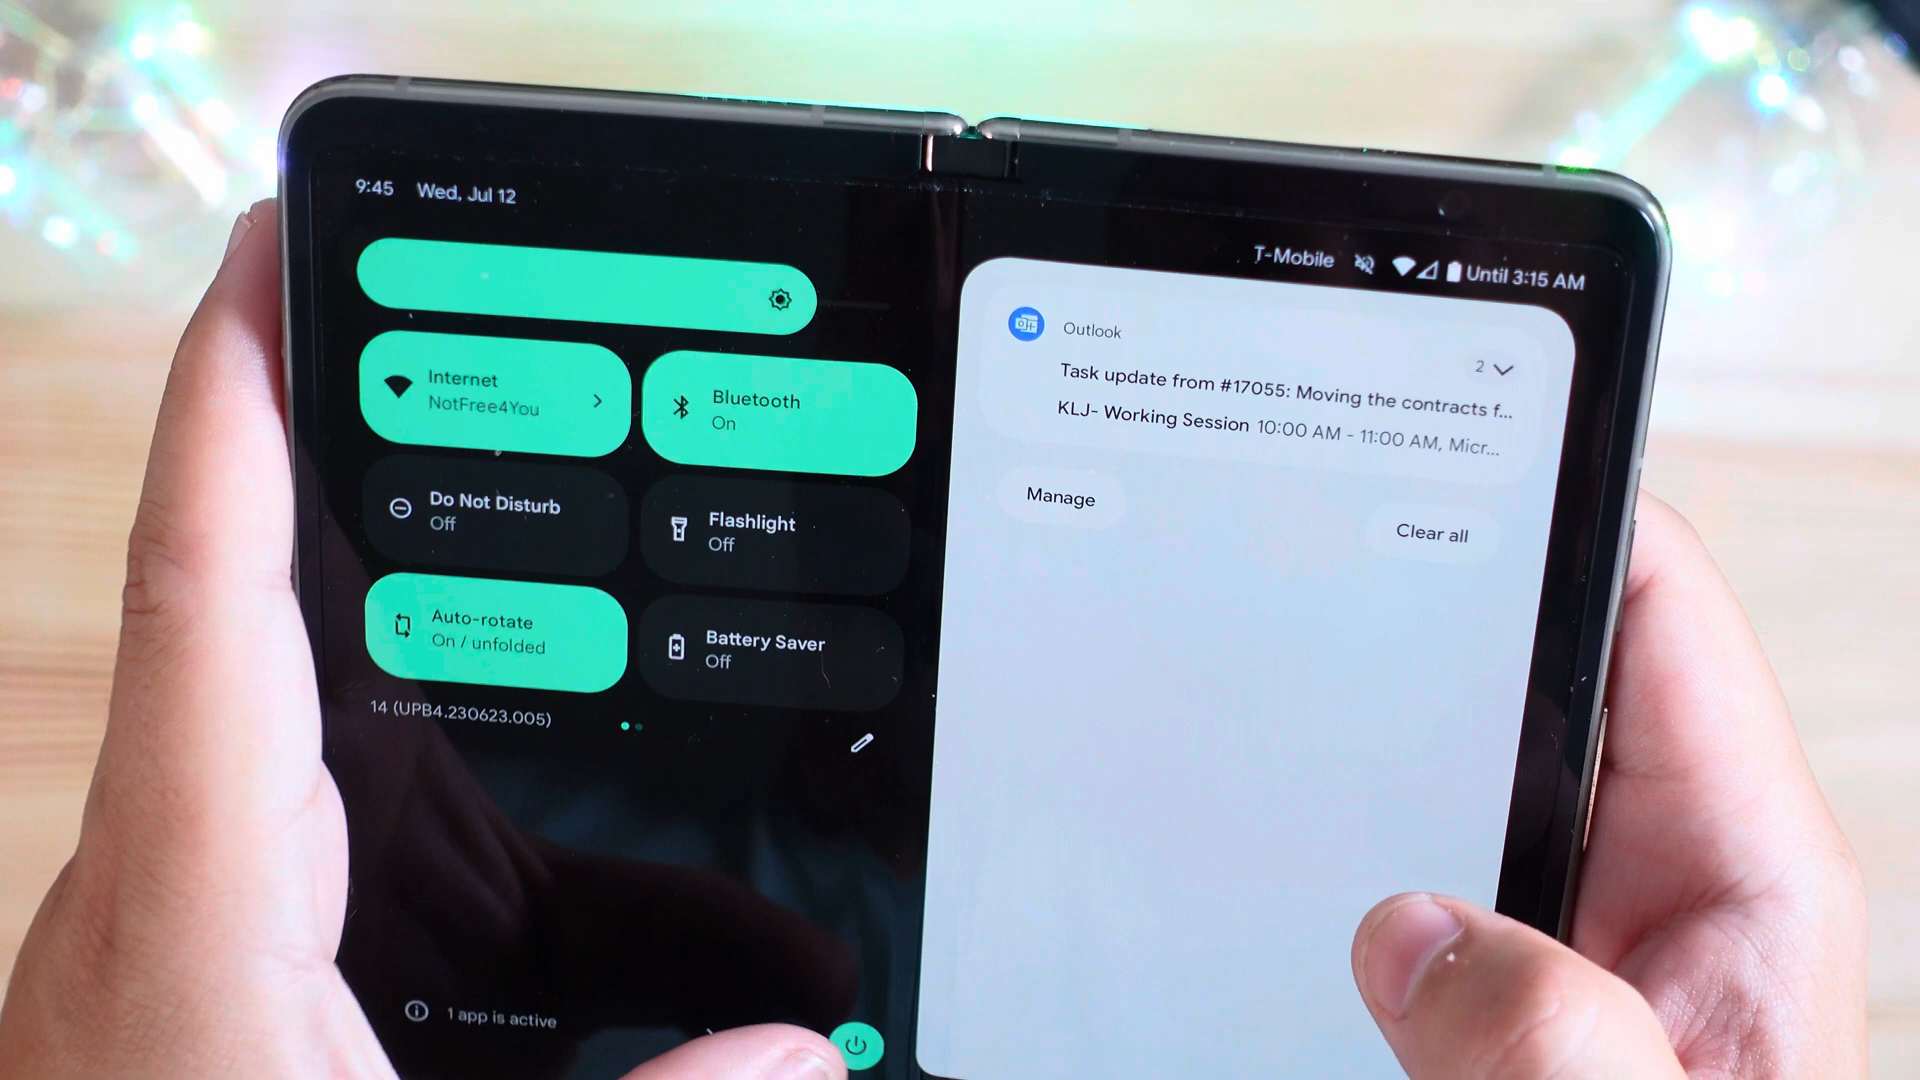 9:45 Wed, Jul 12
T-Mobile Until 3:15 AM
Internet
NotFree4You
Bluetooth
On
Do Not Disturb
Off
Flashlight
Off
Auto-rotate
On / unfolded
Battery Saver
Off
14 (UPB4.230623.005)
1 app is active
Outlook
2
Task update from #17055: Moving the contracts f...
KLJ- Working Session 10:00 AM - 11:00 AM, Micr...
Manage
Clear all